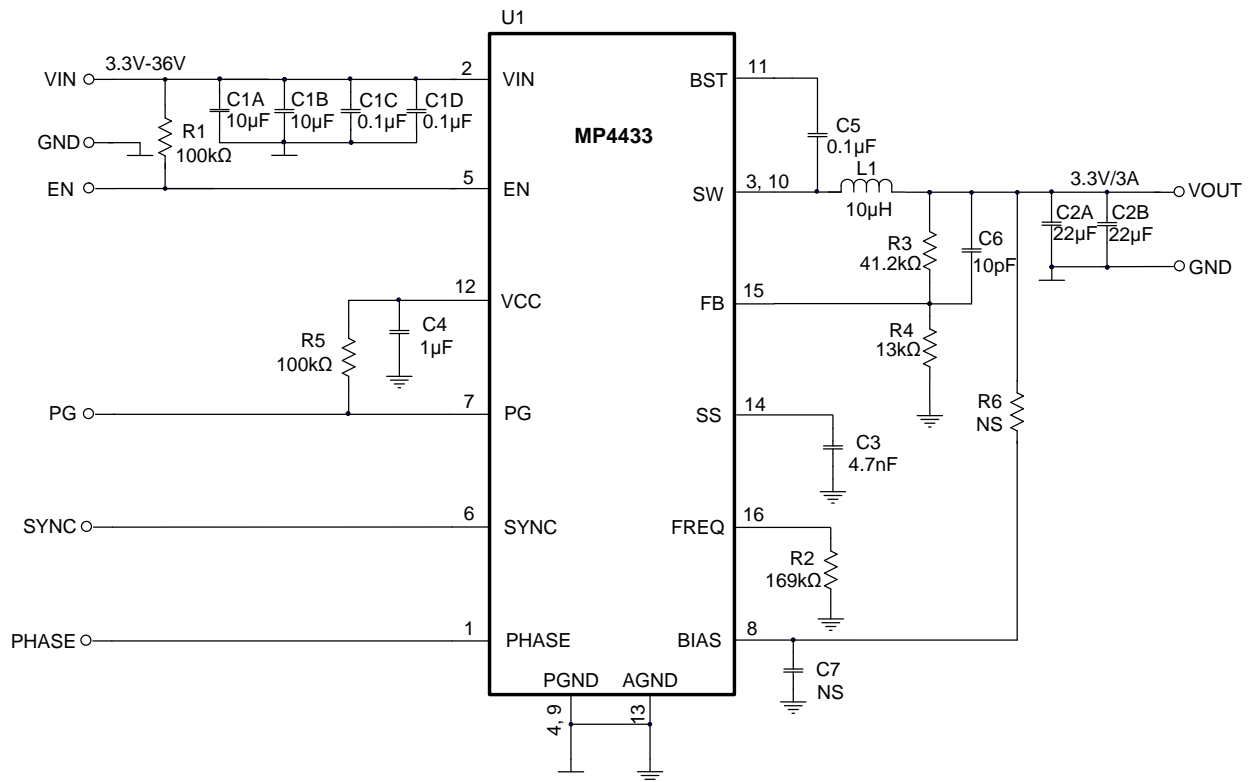 U1
VIN
3.3V-36V
2
VIN
BST
11
C1A
10µF
C1B
10µF
C1C
0.1µF
C1D
0.1µF
MP4433
C5
0.1µF
GND
R1
100kΩ
EN
5
EN
SW
3, 10
L1
10µH
3.3V/3A
VOUT
C2A
22µF
C2B
22µF
R3
41.2kΩ
C6
10pF
GND
12
VCC
FB
15
R5
100kΩ
C4
1µF
R4
13kΩ
PG
7
PG
SS
14
R6
NS
C3
4.7nF
SYNC
6
SYNC
FREQ
16
R2
169kΩ
PHASE
1
PHASE
BIAS
8
C7
NS
PGND
AGND
4, 9
13